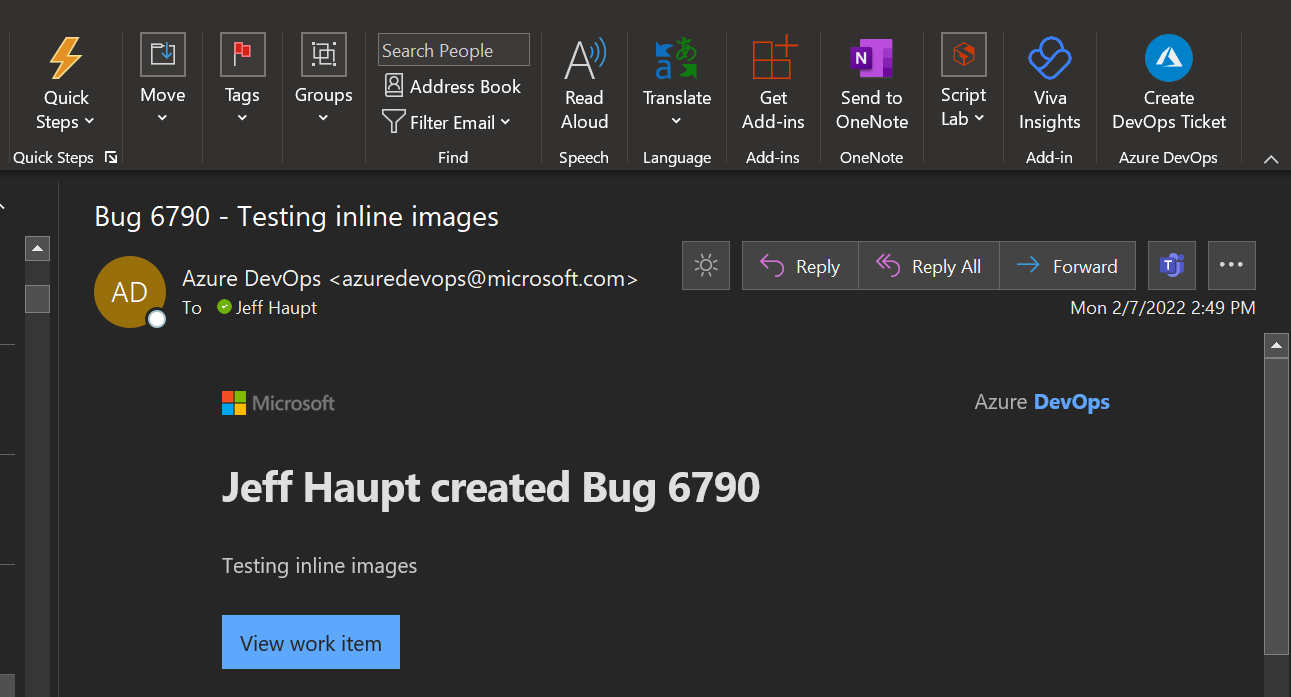 Quick Steps
Quick Steps
Move
Tags
Groups
Search People
Address Book
Filter Email
Find
Read Aloud
Speech
Translate
Language
Get Add-ins
Add-ins
N
Send to OneNote
OneNote
Script Lab
Viva Insights
Add-in
Create DevOps Ticket
Azure DevOps
Bug 6790 - Testing inline images
AD
Azure DevOps <azuredevops@microsoft.com>
To Jeff Haupt
Reply
Reply All
Forward
T
Mon 2/7/2022 2:49 PM
Microsoft
Azure DevOps
Jeff Haupt created Bug 6790
Testing inline images
View work item